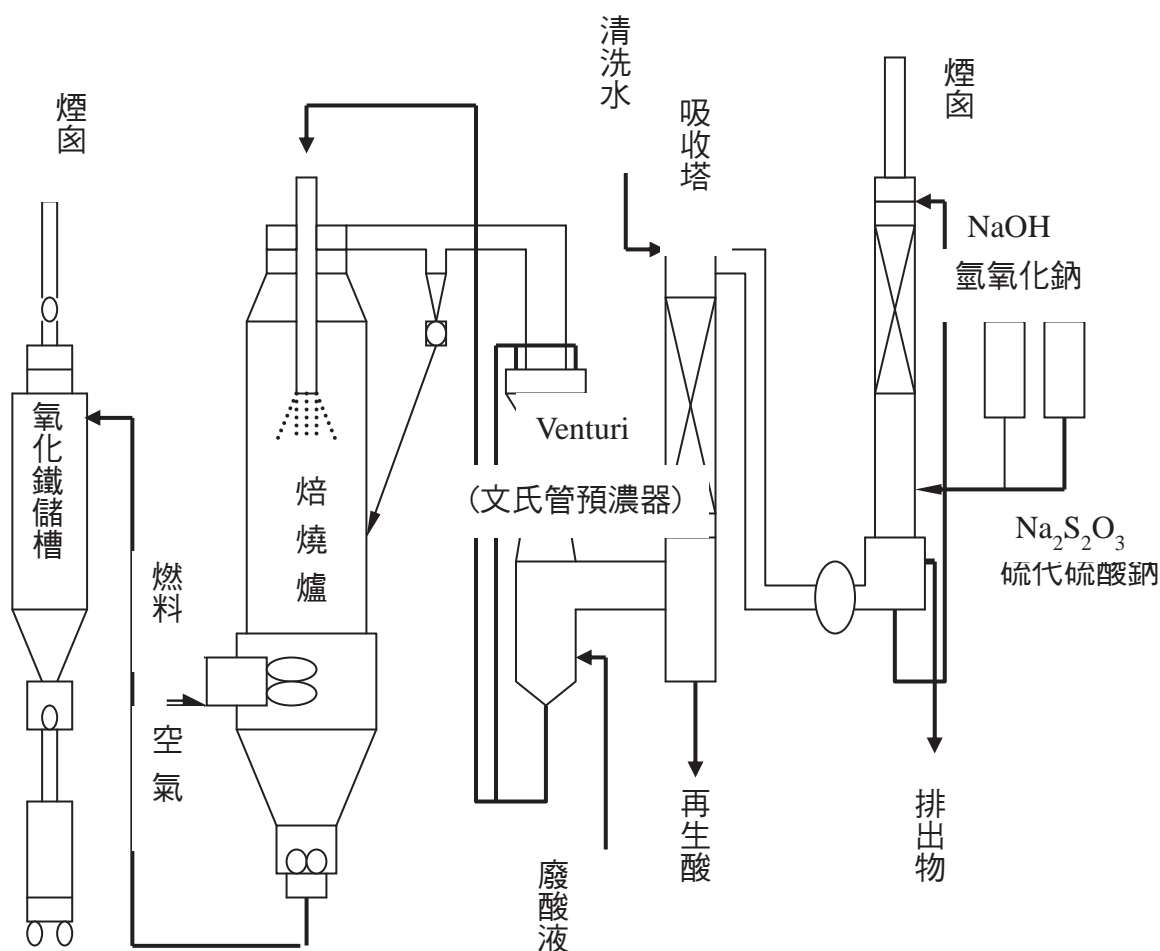 清洗水
煙囪
吸收塔
煙囪
NaOH
氫氧化鈉
氧化鐵儲槽
Venturi
(文氏管預濃器)
焙燒爐
Na2S2O3
硫代硫酸鈉
燃料
空氣
再生酸
排出物
廢酸液